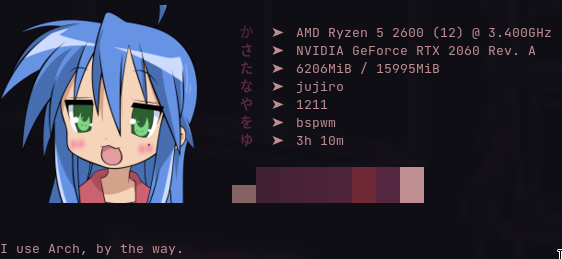 か ➤ AMD Ryzen 5 2600 (12) @ 3.400GHz
さ ➤ NVIDIA GeForce RTX 2060 Rev. A
た ➤ 6206MiB / 15995MiB
な ➤ jujiro
や ➤ 1211
を ➤ bspwm
ゆ ➤ 3h 10m
I use Arch, by the way.